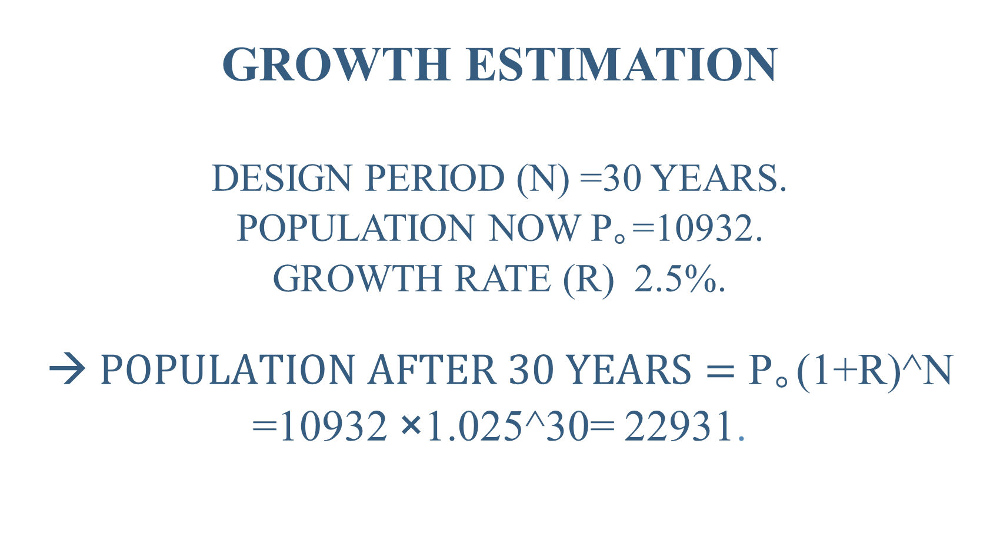 GROWTH ESTIMATION
DESIGN PERIOD (N) =30 YEARS.
POPULATION NOW P∘=10932.
GROWTH RATE (R)  2.5%.
→ POPULATION AFTER 30 YEARS = P∘(1+R)^N
=10932 ×1.025^30= 22931.